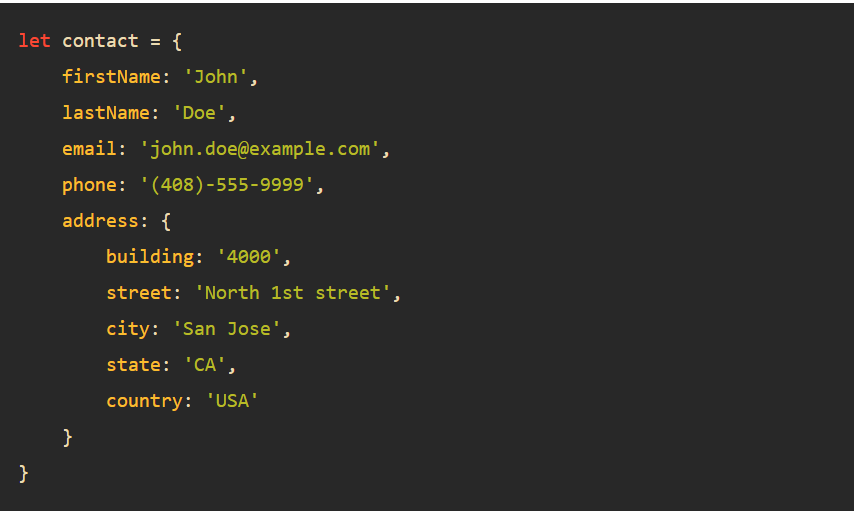 let contact = {
    firstName: 'John',
    lastName: 'Doe',
    email: 'john.doe@example.com',
    phone: '(408)-555-9999',
    address: {
        building: '4000',
        street: 'North 1st street',
        city: 'San Jose',
        state: 'CA',
        country: 'USA'
    }
}